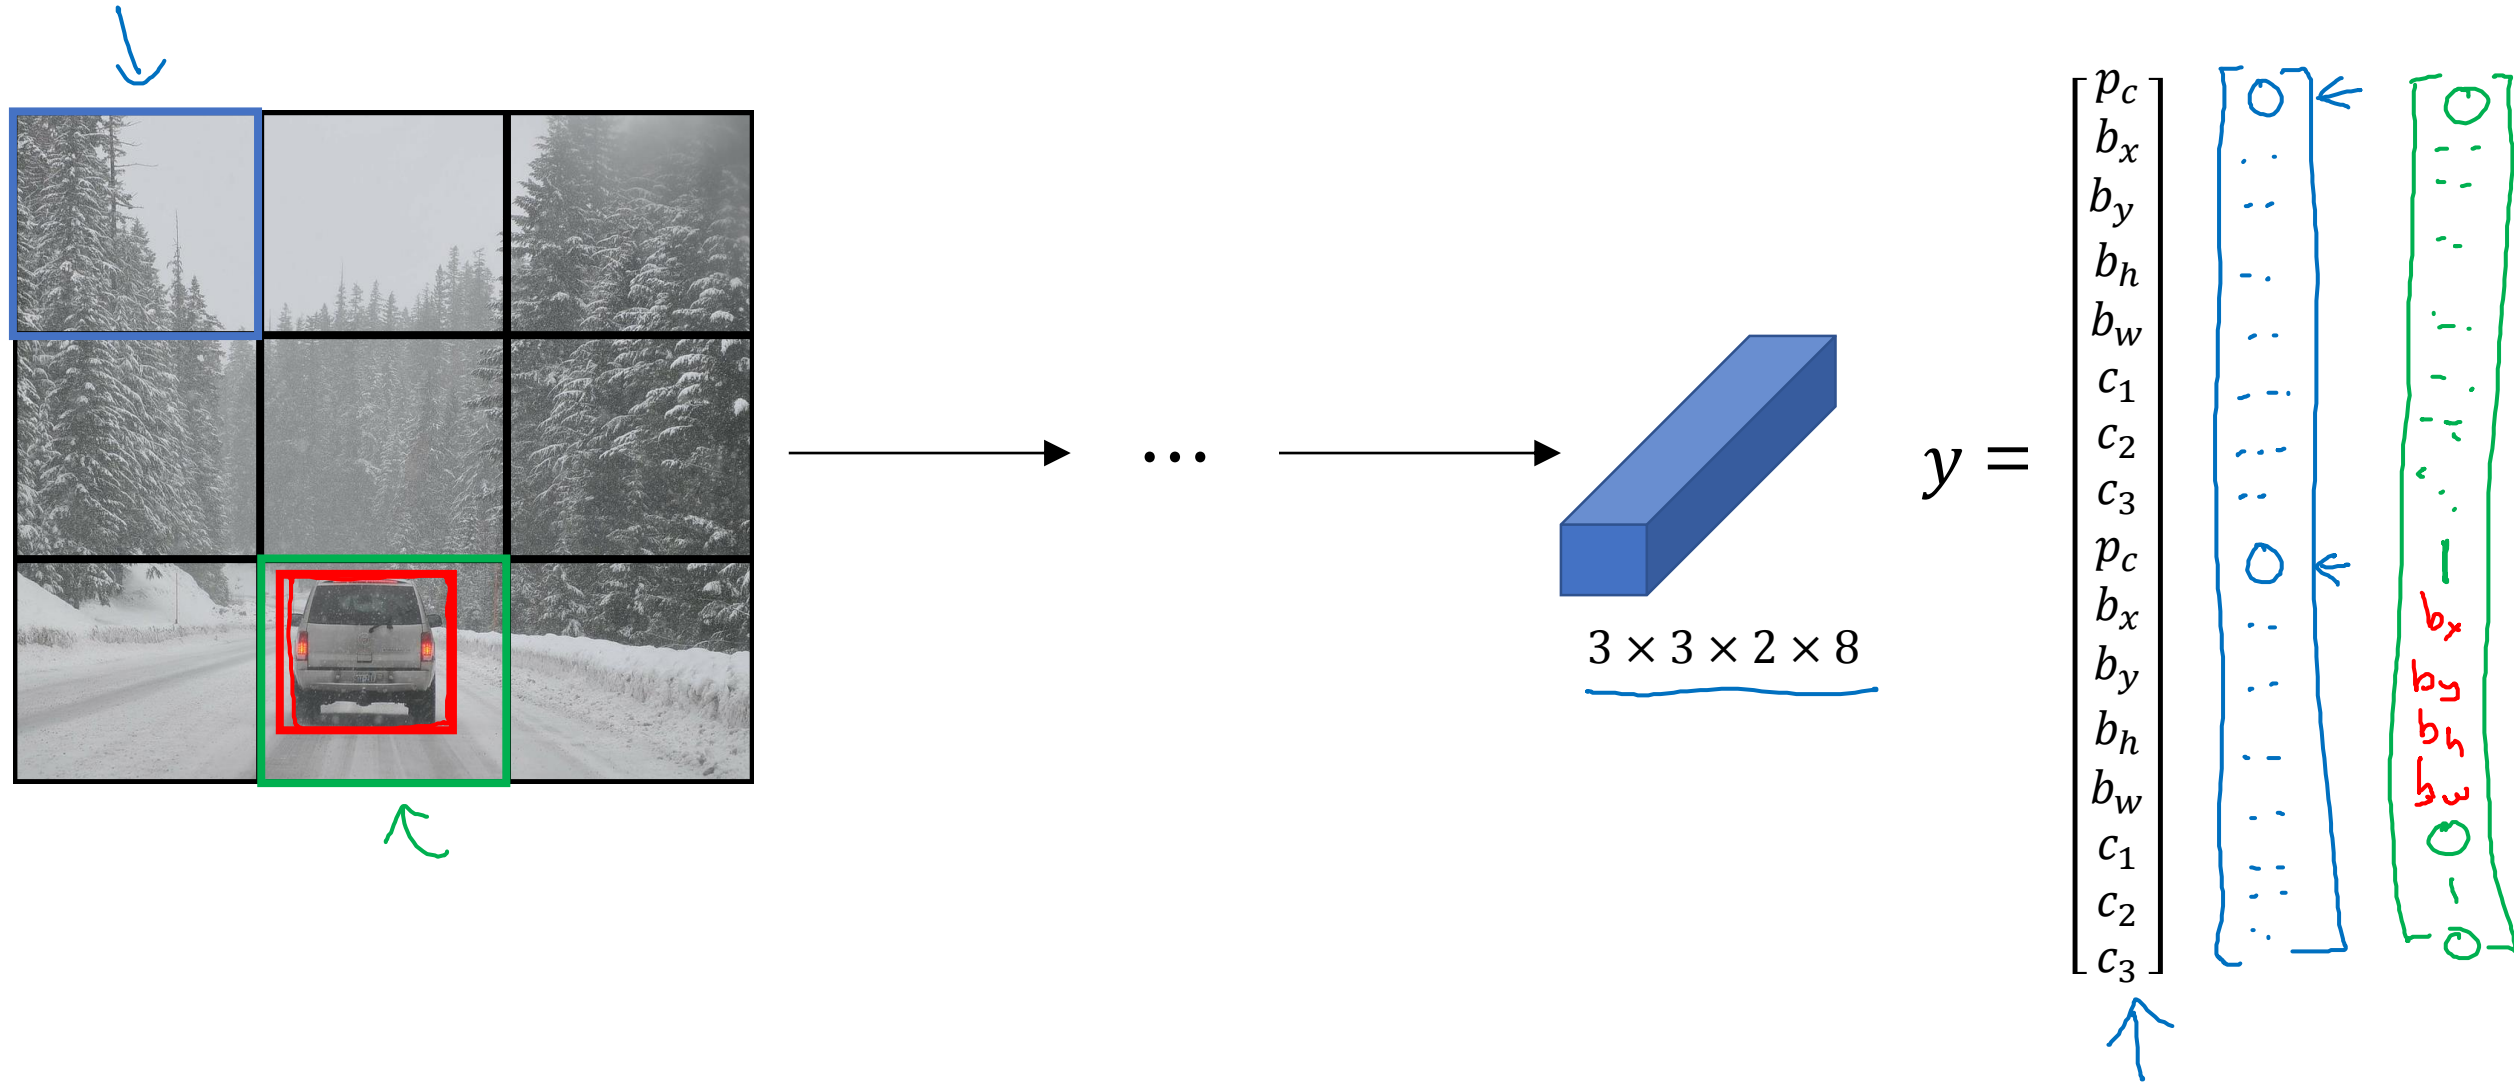 y =
p_c
b_x
b_y
b_h
b_w
c_1
c_2
c_3
p_c
b_x
b_y
b_h
b_w
c_1
c_2
c_3
0
0
0
1
b_x
b_y
b_h
b_w
0
1
0
...
3 × 3 × 2 × 8